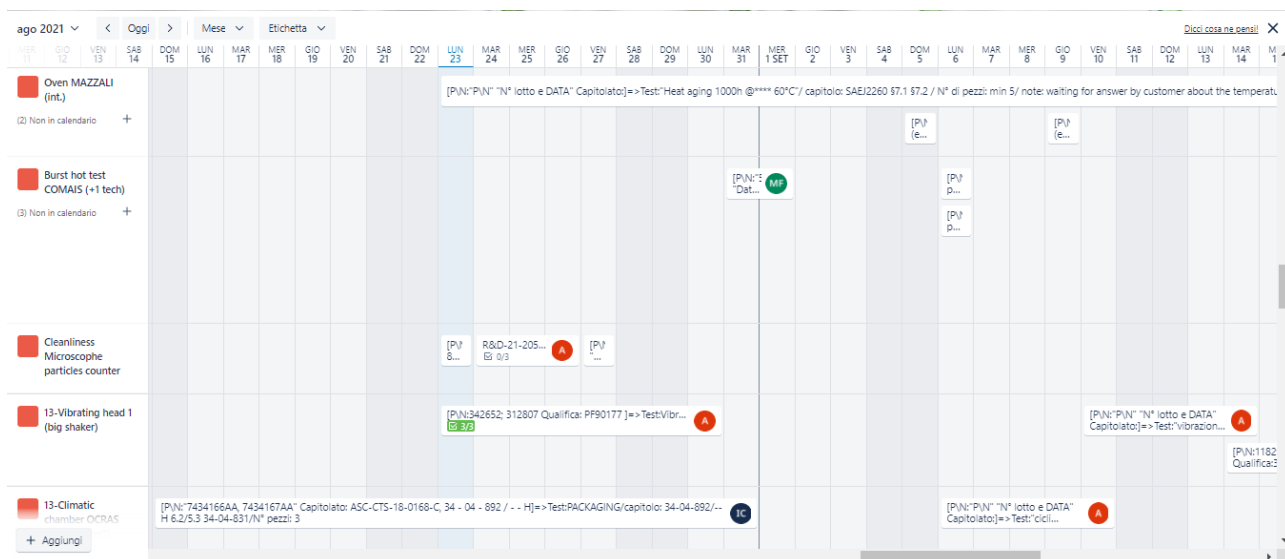 ago 2021 Oggi Mese Etichetta Dicci cosa ne pensi!
MER GIO VEN SAB DOM LUN MAR MER GIO VEN SAB DOM LUN MAR MER GIO VEN SAB DOM LUN MAR MER GIO VEN SAB DOM LUN MAR MER GIO VEN SAB DOM LUN MAR
11 12 13 14 15 16 17 18 19 20 21 22 23 24 25 26 27 28 29 30 31 1 SET 2 3 4 5 6 7 8 9 10 11 12 13 14
Oven MAZZALI
(int.)
(2) Non in calendario +
[P\N:"P\N" "N° lotto e DATA" Capitolato:]=>Test:"Heat aging 1000h @**** 60°C"/ capitolo: SAEJ2260 §7.1 §7.2 / N° di pezzi: min 5/ note: waiting for answer by customer about the temperatu
[P\N
(e...
[P\N
(e...
Burst hot test
COMAIS (+1 tech)
(3) Non in calendario +
[P\N:"5
"Dat...
MF
[P\N
p...
[P\N
p...
Cleanliness
Microscophe
particles counter
[P\N
8...
R&D-21-205...
0/3
A
[P\N
"...
13-Vibrating head 1
(big shaker)
[P\N:342652; 312807 Qualifica: PF90177 ]=>Test:Vibr...
3/3
A
[P\N:"P\N" "N° lotto e DATA"
Capitolato:]=>Test:"vibrazion...
A
[P\N:1182
Qualifica:3
13-Climatic
chamber OCRAS
[P\N:"7434166AA, 7434167AA" Capitolato: ASC-CTS-18-0168-C, 34 - 04 - 892 / - - H]=>Test:PACKAGING/capitolo: 34-04-892/--
H 6.2/5.3 34-04-831/N° pezzi: 3
IC
[P\N:"P\N" "N° lotto e DATA"
Capitolato:]=>Test:"cicli...
A
+ Aggiungi